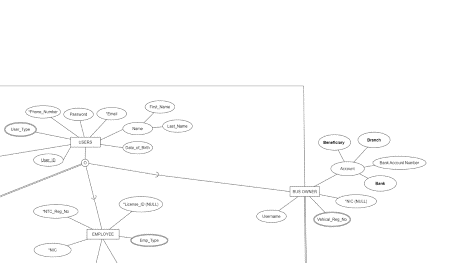 First_Name
*Phone_Number
Password
*Email
User_Type
Name
Last_Name
USERS
Date_of_Birth
Beneficiary
Branch
User_ID
Account
Bank Account Number
Bank
BUS OWNER
*NIC (NULL)
*License_ID (NULL)
*NTC_Reg_No
Username
Vehical_Reg_No
EMPLOYEE
Emp_Type
*NIC